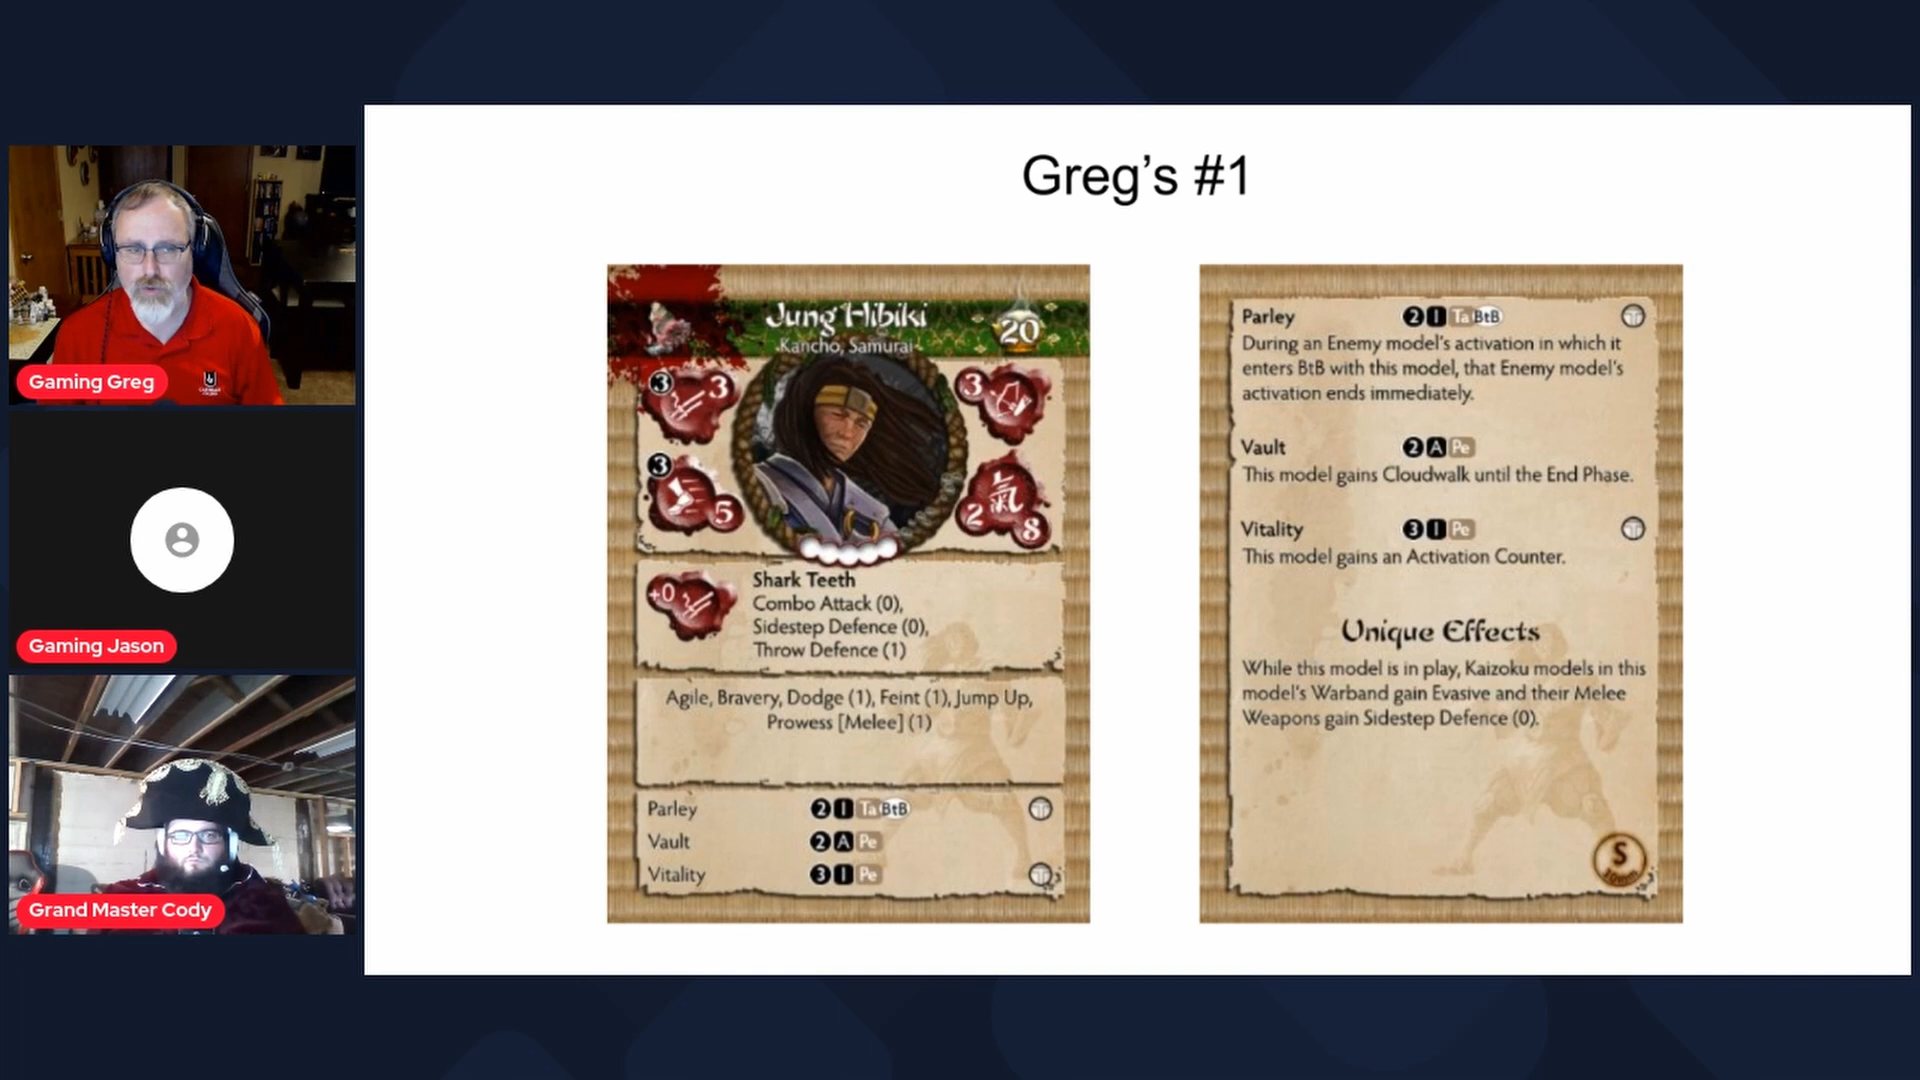 Greg's #1
Gaming Greg
Gaming Jason
Grand Master Cody
Jung Hibiki
Kancho, Samurai
20
3 3
3
3 5
氣
2 8
+0
Shark Teeth
Combo Attack (0),
Sidestep Defence (0),
Throw Defence (1)
Agile, Bravery, Dodge (1), Feint (1), Jump Up,
Prowess [Melee] (1)
Parley 2 I Ta BtB
Vault 2 A Pe
Vitality 3 I Pe
Parley 2 I Ta BtB
During an Enemy model's activation in which it
enters BtB with this model, that Enemy model's
activation ends immediately.
Vault 2 A Pe
This model gains Cloudwalk until the End Phase.
Vitality 3 I Pe
This model gains an Activation Counter.
Unique Effects
While this model is in play, Kaizoku models in this
model's Warband gain Evasive and their Melee
Weapons gain Sidestep Defence (0).
S